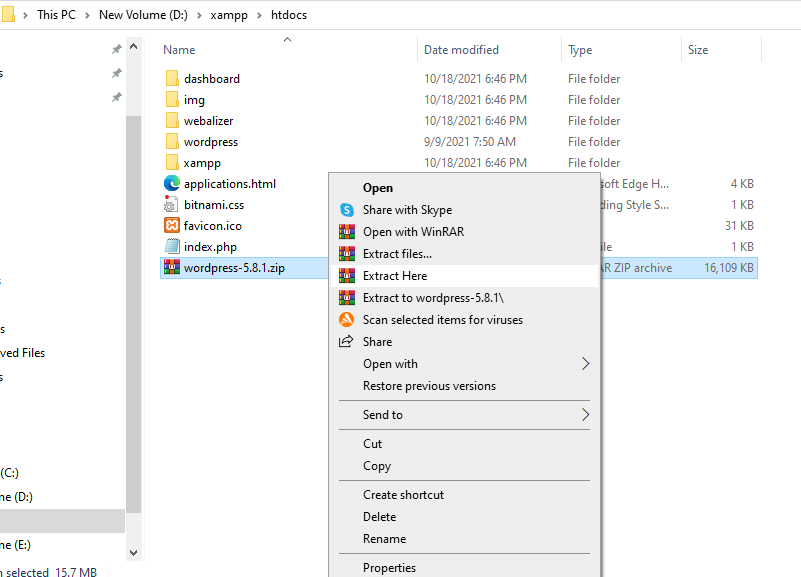 This PC > New Volume (D:) > xampp > htdocs
Name Date modified Type Size
dashboard 10/18/2021 6:46 PM File folder
img 10/18/2021 6:46 PM File folder
webalizer 10/18/2021 6:46 PM File folder
wordpress 9/9/2021 7:50 AM File folder
xampp 10/18/2021 6:46 PM File folder
applications.html soft Edge H... 4 KB
bitnami.css ding Style S... 1 KB
favicon.ico 31 KB
index.php ile 1 KB
wordpress-5.8.1.zip AR ZIP archive 16,109 KB
Open
Share with Skype
Open with WinRAR
Extract files...
Extract Here
Extract to wordpress-5.8.1\
Scan selected items for viruses
Share
Open with
Restore previous versions
Send to
Cut
Copy
Create shortcut
Delete
Rename
Properties
s
s
ved Files
s
(C:)
ne (D:)
ne (E:)
selected 15.7 MB